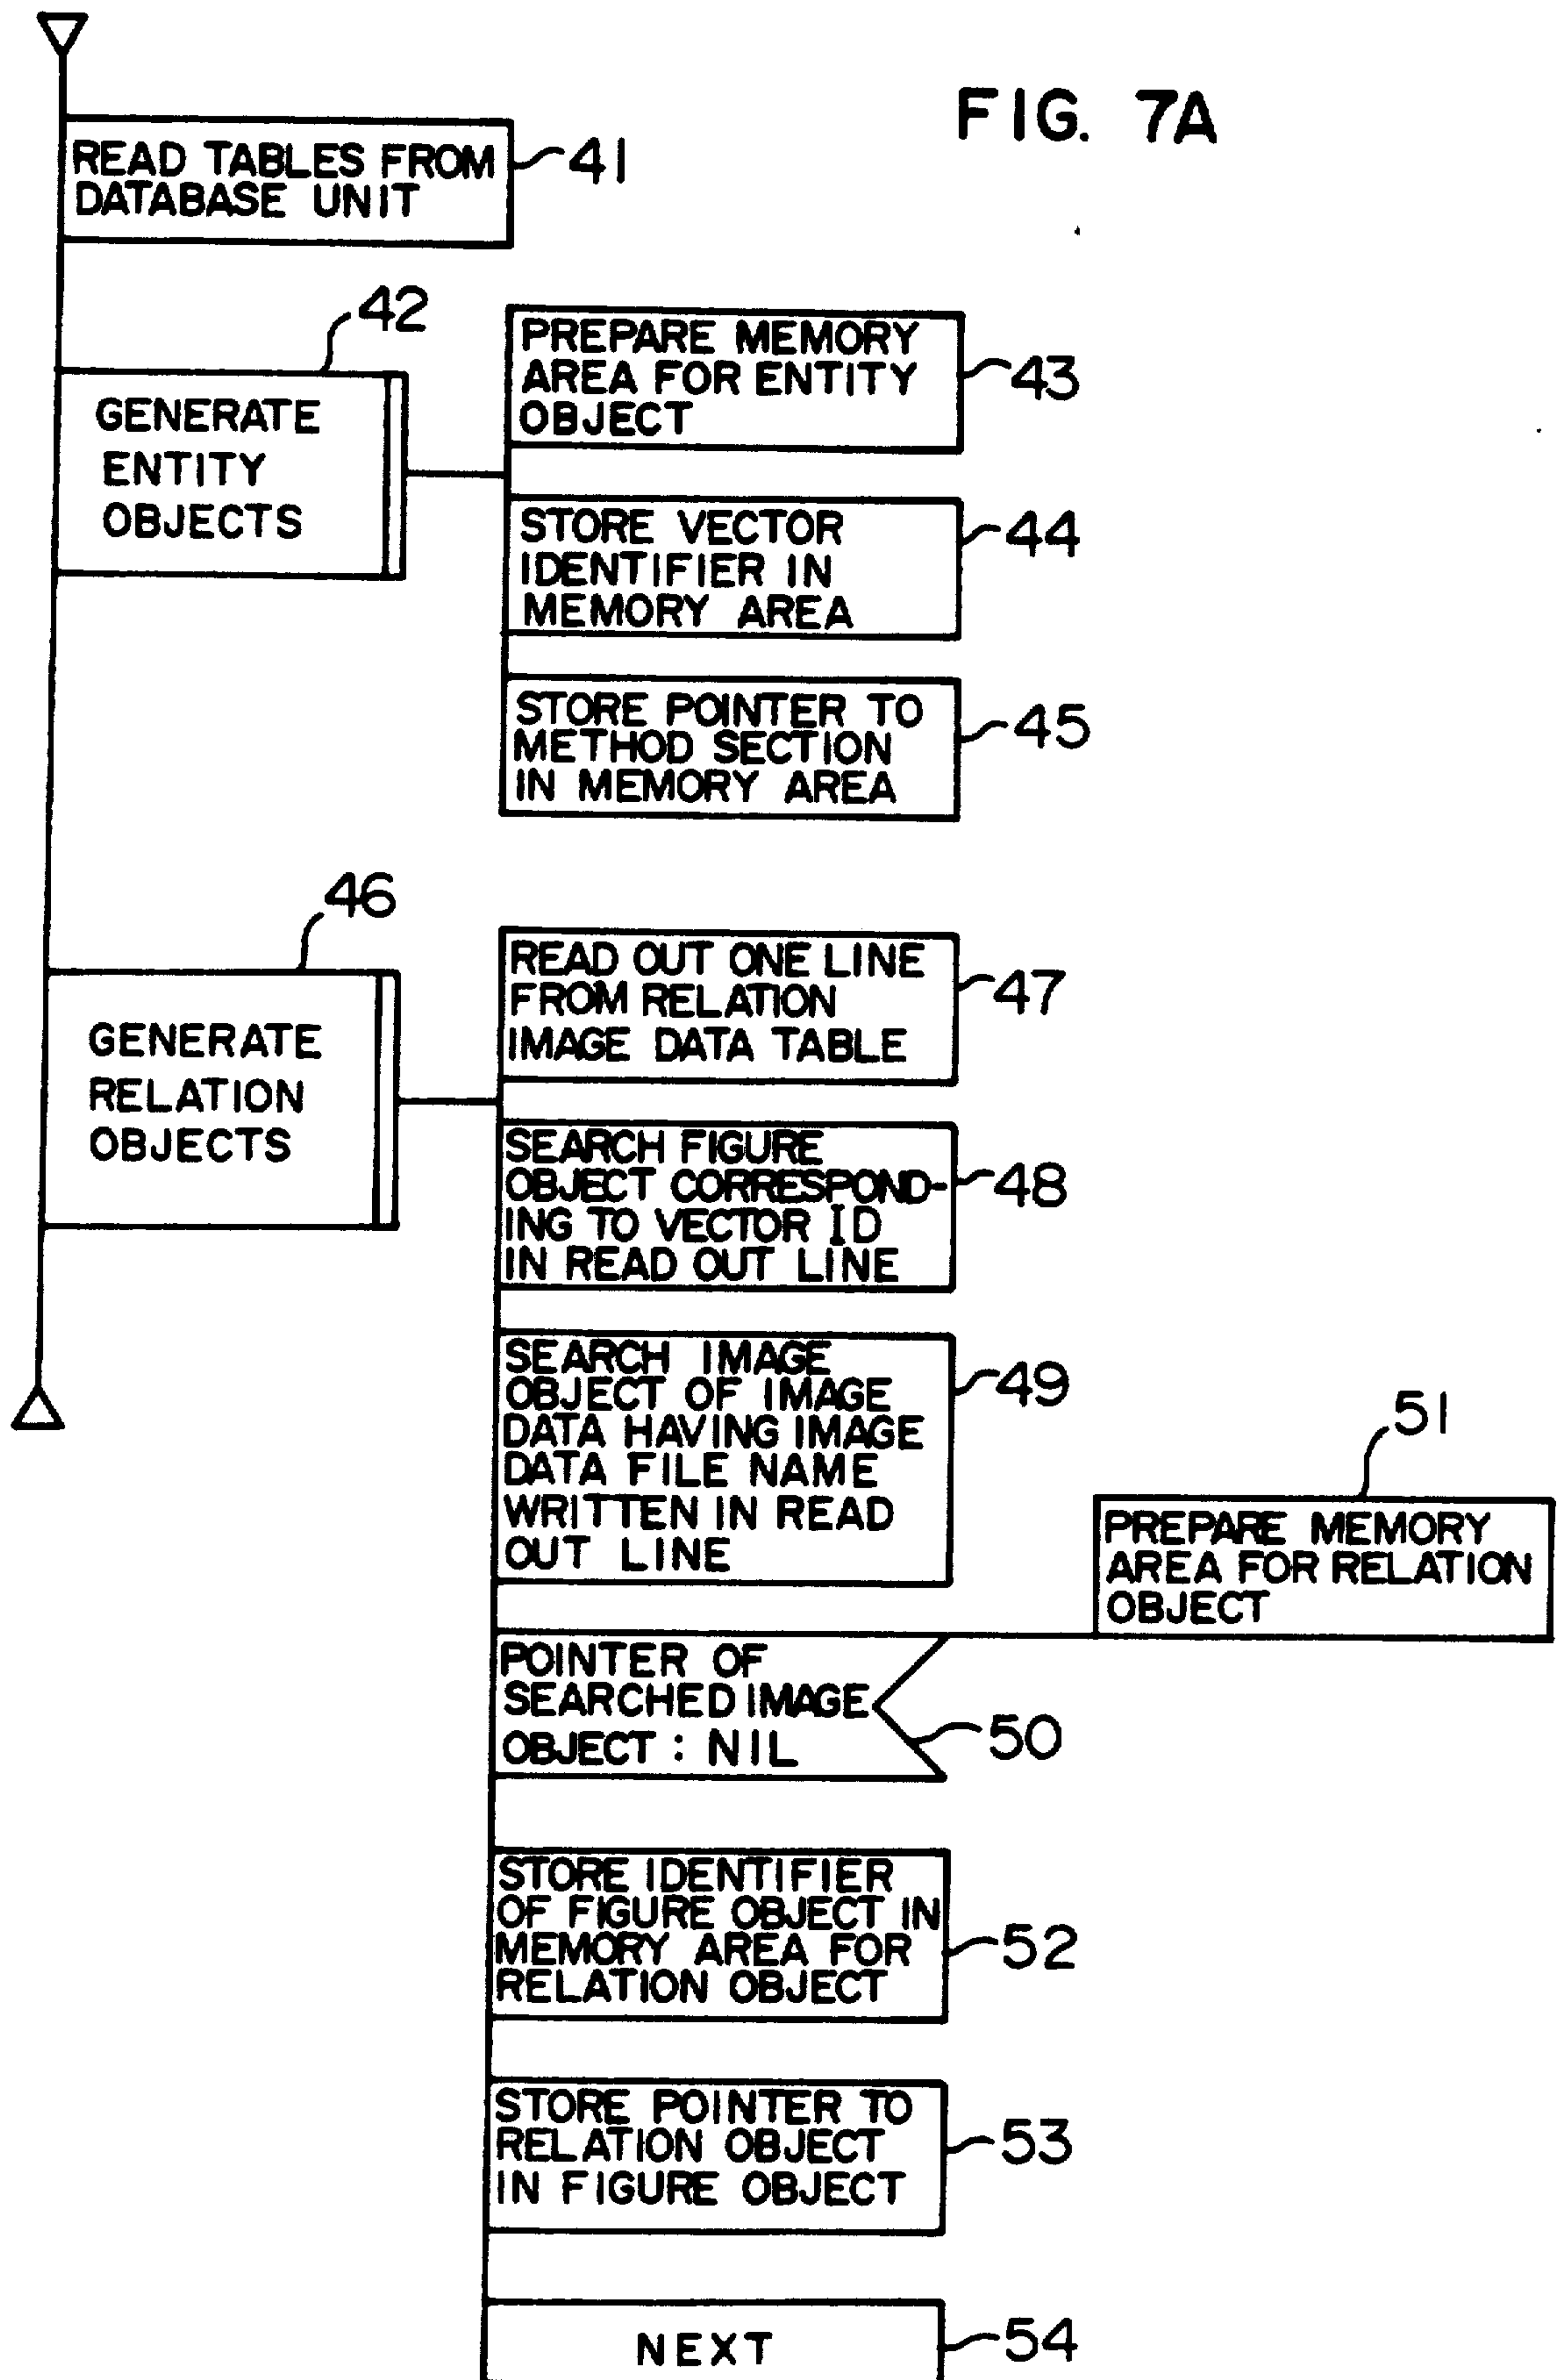 FIG. 7A
READ TABLES FROM
DATABASE UNIT
41
42
GENERATE
ENTITY
OBJECTS
PREPARE MEMORY
AREA FOR ENTITY
OBJECT
43
STORE VECTOR
IDENTIFIER IN
MEMORY AREA
44
STORE POINTER TO
METHOD SECTION
IN MEMORY AREA
45
46
GENERATE
RELATION
OBJECTS
READ OUT ONE LINE
FROM RELATION
IMAGE DATA TABLE
47
SEARCH FIGURE
OBJECT CORRESPOND-
ING TO VECTOR ID
IN READ OUT LINE
48
SEARCH IMAGE
OBJECT OF IMAGE
DATA HAVING IMAGE
DATA FILE NAME
WRITTEN IN READ
OUT LINE
49
51
PREPARE MEMORY
AREA FOR RELATION
OBJECT
POINTER OF
SEARCHED IMAGE
OBJECT : NIL
50
STORE IDENTIFIER
OF FIGURE OBJECT IN
MEMORY AREA FOR
RELATION OBJECT
52
STORE POINTER TO
RELATION OBJECT
IN FIGURE OBJECT
53
NEXT
54